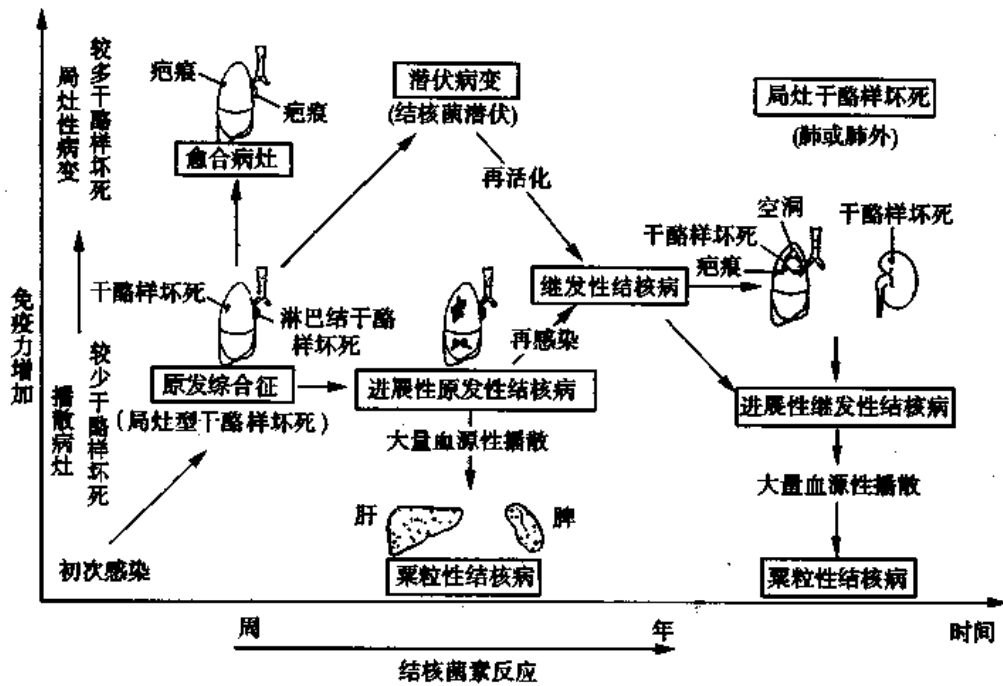 免疫力增加
局灶性病变
较多干酪样坏死
播散病灶
较少干酪样坏死
疤痕
疤痕
愈合病灶
潜伏病变
(结核菌潜伏)
局灶干酪样坏死
(肺或肺外)
再活化
空洞
干酪样坏死
疤痕
干酪样坏死
干酪样坏死
淋巴结干酪
样坏死
继发性结核病
再感染
原发综合征
(局灶型干酪样坏死)
进展性原发性结核病
进展性继发性结核病
大量血源性播散
大量血源性播散
肝
脾
初次感染
粟粒性结核病
粟粒性结核病
周
年
时间
结核菌素反应